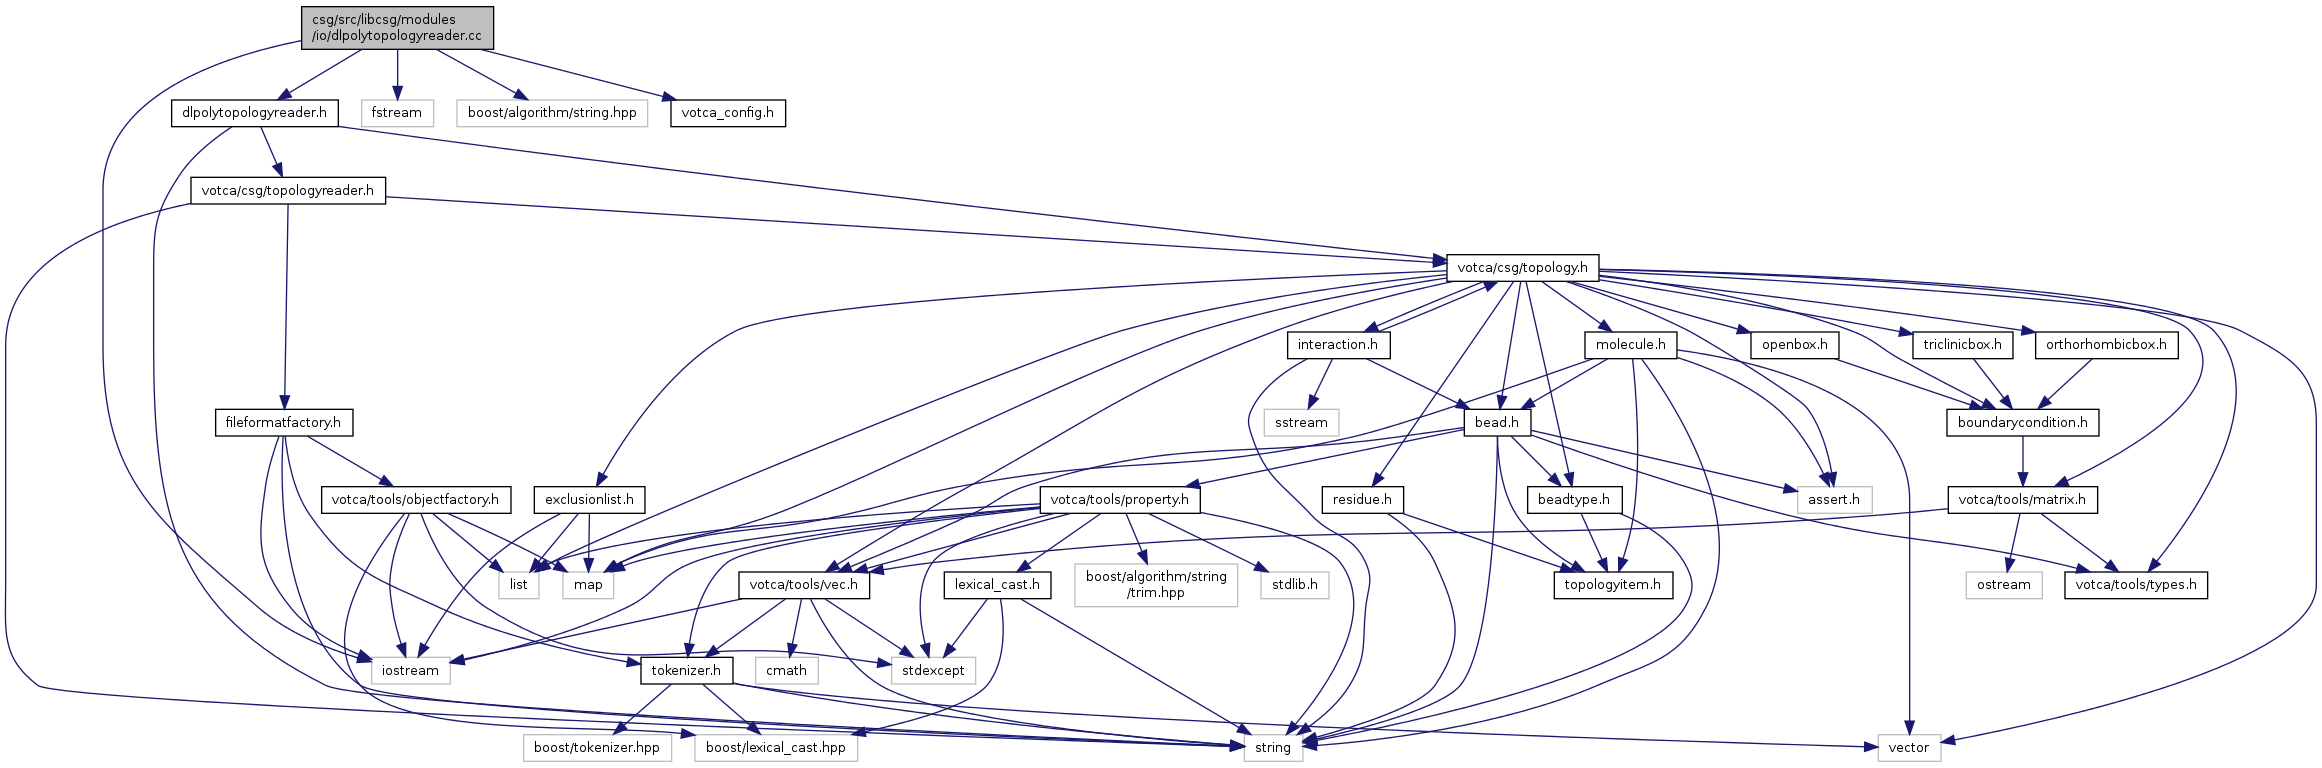 csg/src/libcsg/modules
/io/dlpolytopologyreader.cc
dlpolytopologyreader.h
fstream
boost/algorithm/string.hpp
votca_config.h
votca/csg/topologyreader.h
votca/csg/topology.h
interaction.h
molecule.h
openbox.h
triclinicbox.h
orthorhombicbox.h
fileformatfactory.h
sstream
bead.h
boundarycondition.h
votca/tools/objectfactory.h
exclusionlist.h
votca/tools/property.h
residue.h
beadtype.h
assert.h
votca/tools/matrix.h
list
map
votca/tools/vec.h
lexical_cast.h
boost/algorithm/string
/trim.hpp
stdlib.h
topologyitem.h
ostream
votca/tools/types.h
iostream
tokenizer.h
cmath
stdexcept
boost/tokenizer.hpp
boost/lexical_cast.hpp
string
vector